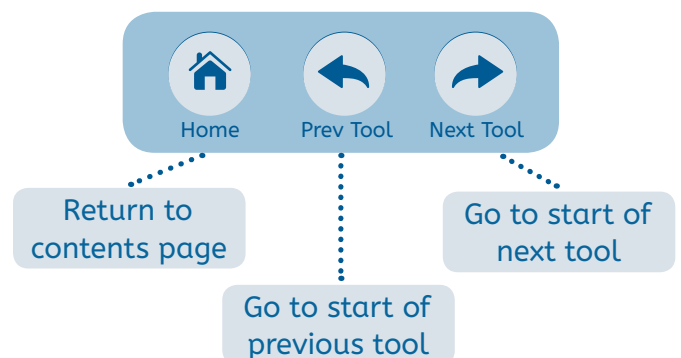 Home
Prev Tool
Next Tool
Return to
contents page
Go to start of
next tool
Go to start of
previous tool